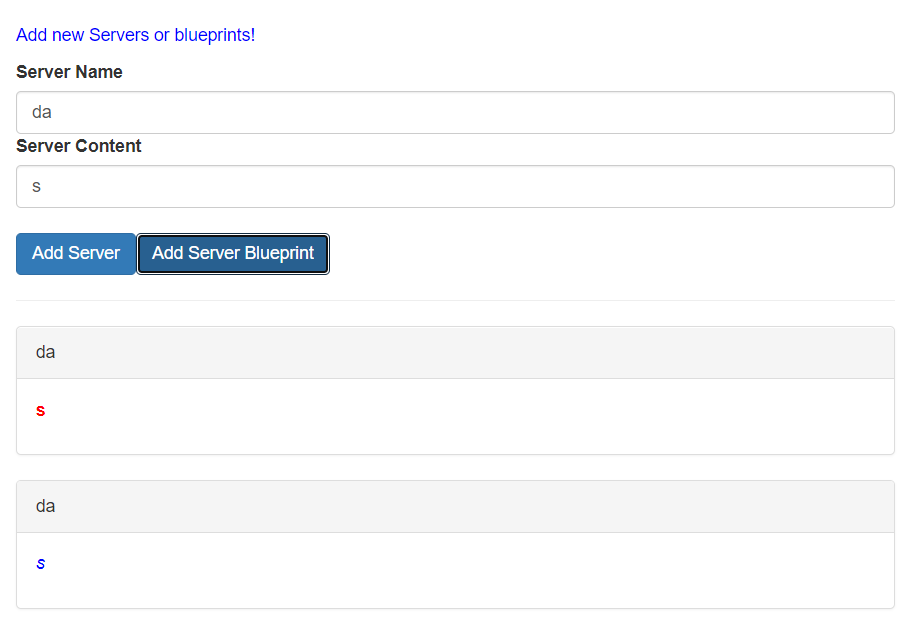 Add new Servers or blueprints!
Server Name
da
Server Content
s
Add Server Add Server Blueprint
da
s
da
s